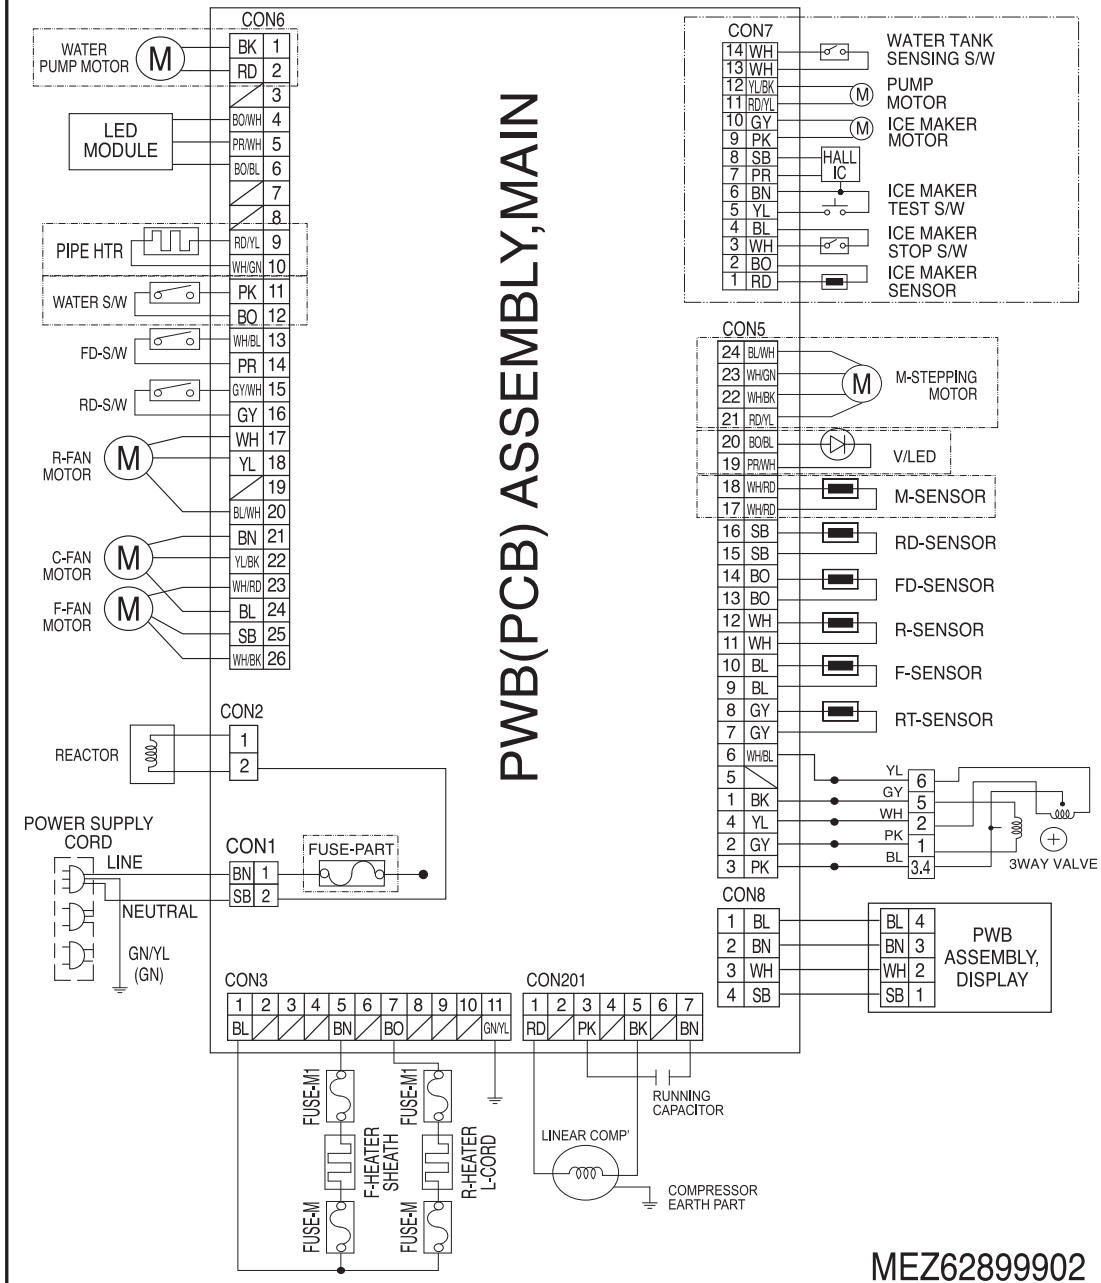 CON6
WATER
PUMP MOTOR
M
BK 1
RD 2
3
BO/WH 4
PR/WH 5
BO/BL 6
7
8
RD/YL 9
WH/GN 10
PK 11
BO 12
WH/BL 13
PR 14
GY/WH 15
GY 16
WH 17
YL 18
19
BL/WH 20
BN 21
YL/BK 22
WH/RD 23
BL 24
SB 25
WH/BK 26
LED
MODULE
PIPE HTR
WATER S/W
FD-S/W
RD-S/W
R-FAN
MOTOR
M
C-FAN
MOTOR
M
F-FAN
MOTOR
M
CON2
1
2
REACTOR
POWER SUPPLY
CORD
LINE
NEUTRAL
GN/YL
(GN)
CON1
BN 1
SB 2
FUSE-PART
PWB(PCB) ASSEMBLY,MAIN
CON7
14 WH
13 WH
12 YL/BK
11 RD/YL
10 GY
9 PK
8 SB
7 PR
6 BN
5 YL
4 BL
3 WH
2 BO
1 RD
WATER TANK
SENSING S/W
M
PUMP
MOTOR
M
ICE MAKER
MOTOR
HALL
IC
ICE MAKER
TEST S/W
ICE MAKER
STOP S/W
ICE MAKER
SENSOR
CON5
24 BL/WH
23 WH/GN
22 WH/BK
21 RD/YL
20 BO/BL
19 PR/WH
18 WH/RD
17 WH/RD
16 SB
15 SB
14 BO
13 BO
12 WH
11 WH
10 BL
9 BL
8 GY
7 GY
6 WH/BL
5
1 BK
4 YL
2 GY
3 PK
M
M-STEPPING
MOTOR
V/LED
M-SENSOR
RD-SENSOR
FD-SENSOR
R-SENSOR
F-SENSOR
RT-SENSOR
YL 6
GY 5
WH 2
PK 1
BL 3.4
3WAY VALVE
CON8
1 BL
2 BN
3 WH
4 SB
BL 4
BN 3
WH 2
SB 1
PWB
ASSEMBLY,
DISPLAY
CON3
1 2 3 4 5 6 7 8 9 10 11
BL BN BO GN/YL
CON201
1 2 3 4 5 6 7
RD PK BK BN
FUSE-M1
F-HEATER
SHEATH
FUSE-M
FUSE-M1
R-HEATER
L-CORD
FUSE-M
RUNNING
CAPACITOR
LINEAR COMP'
COMPRESSOR
EARTH PART
MEZ62899902